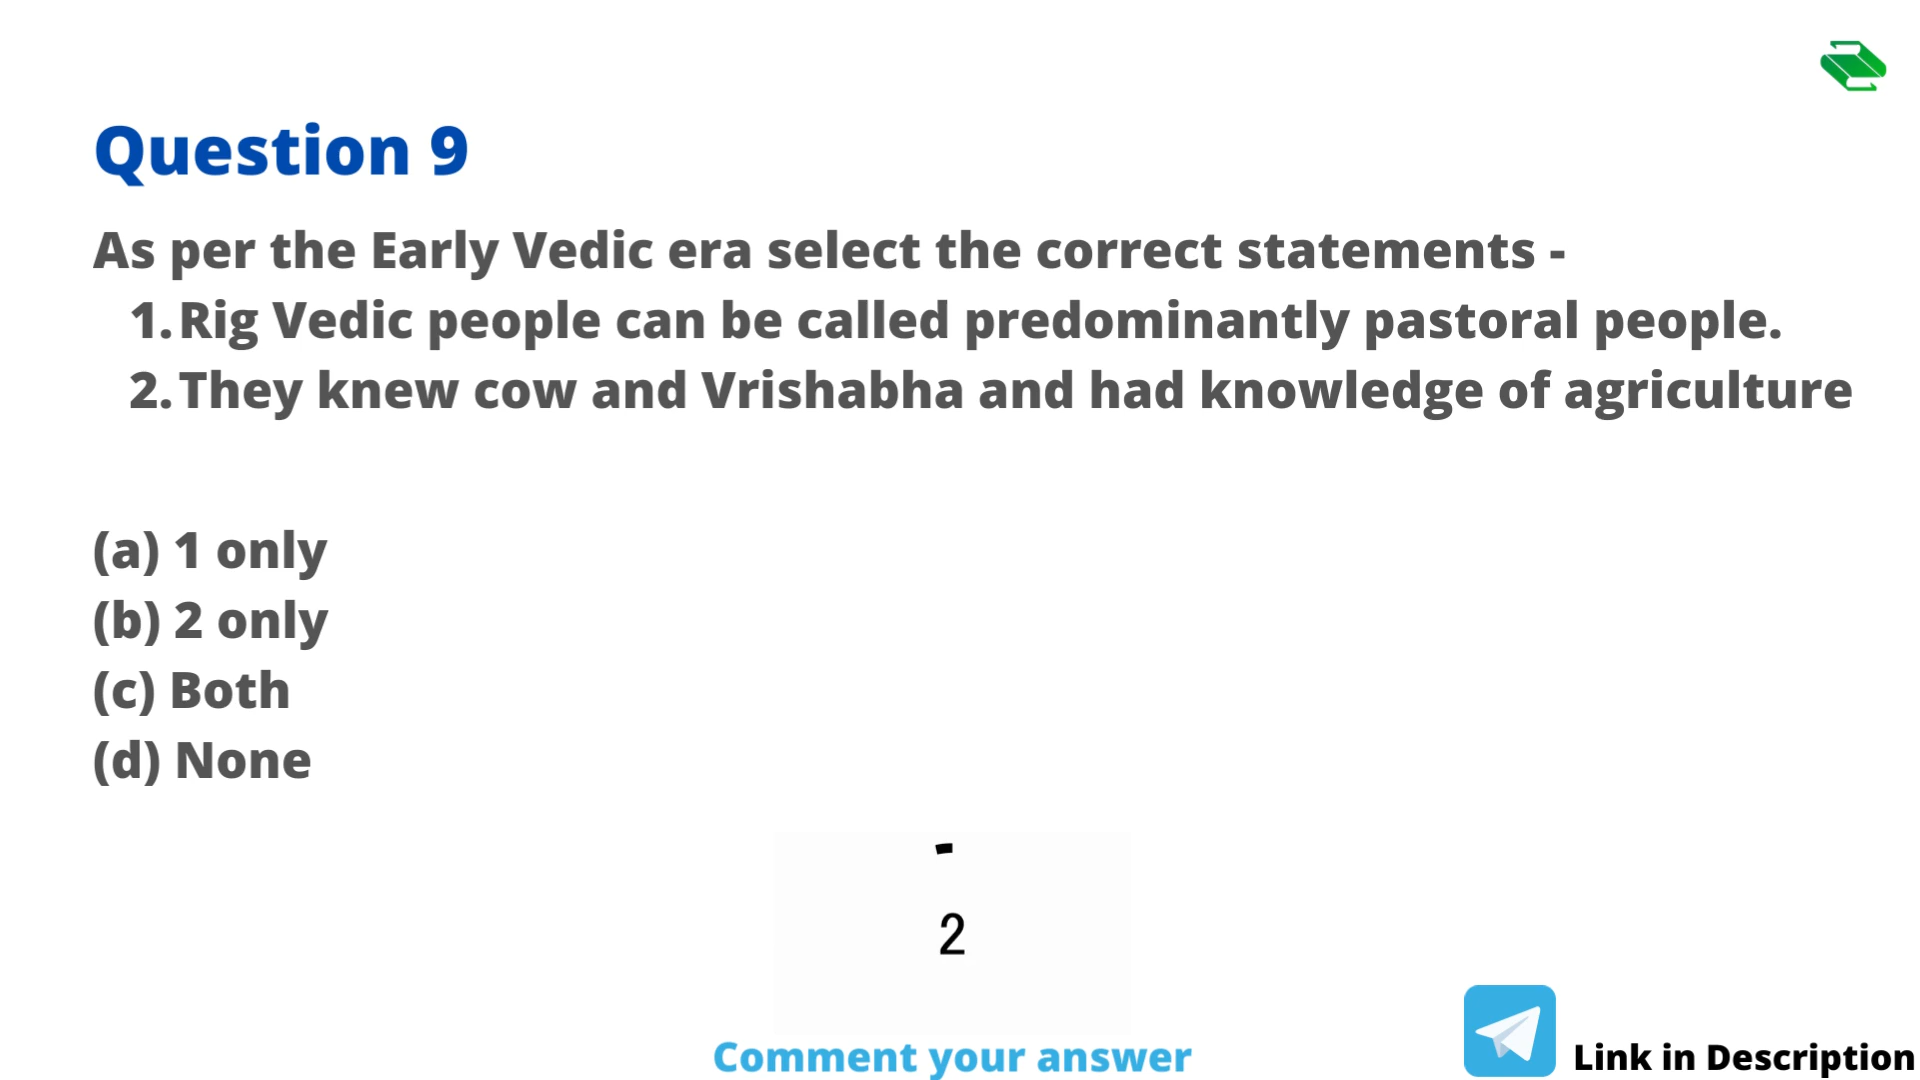 Question 9
As per the Early Vedic era select the correct statements -
1. Rig Vedic people can be called predominantly pastoral people.
2. They knew cow and Vrishabha and had knowledge of agriculture
(a) 1 only
(b) 2 only
(c) Both
(d) None
2
Comment your answer
Link in Description